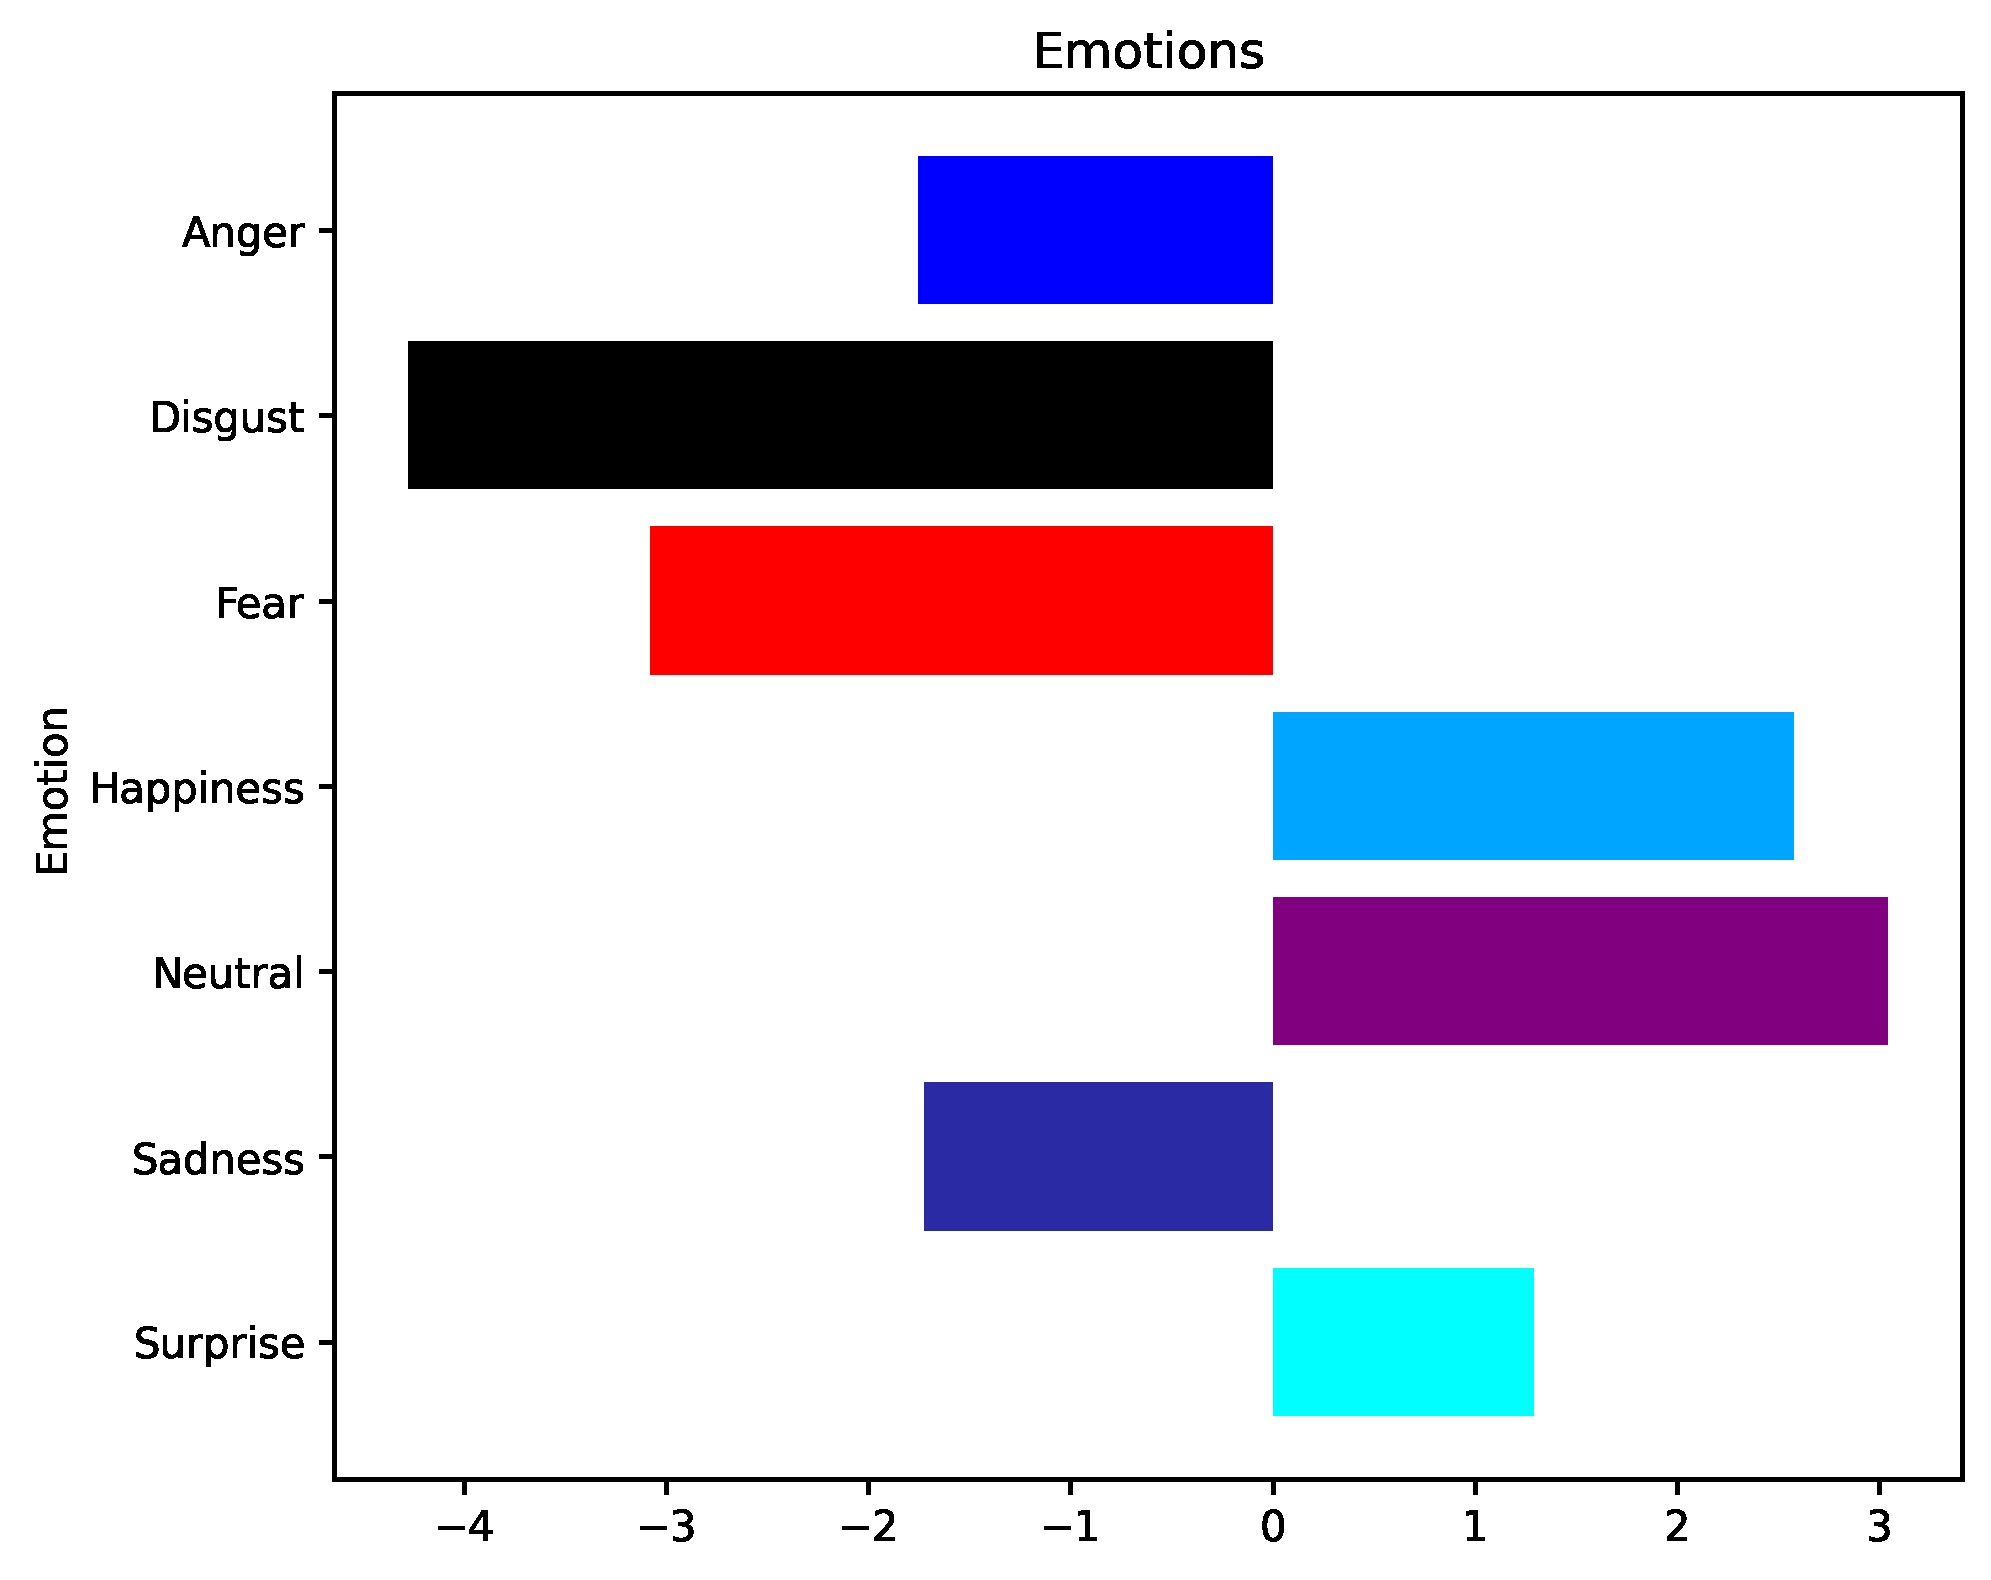 Emotions
Anger
Disgust
Fear
Happiness
Neutral
Sadness
Surprise
Emotion
−4 −3 −2 −1 0 1 2 3